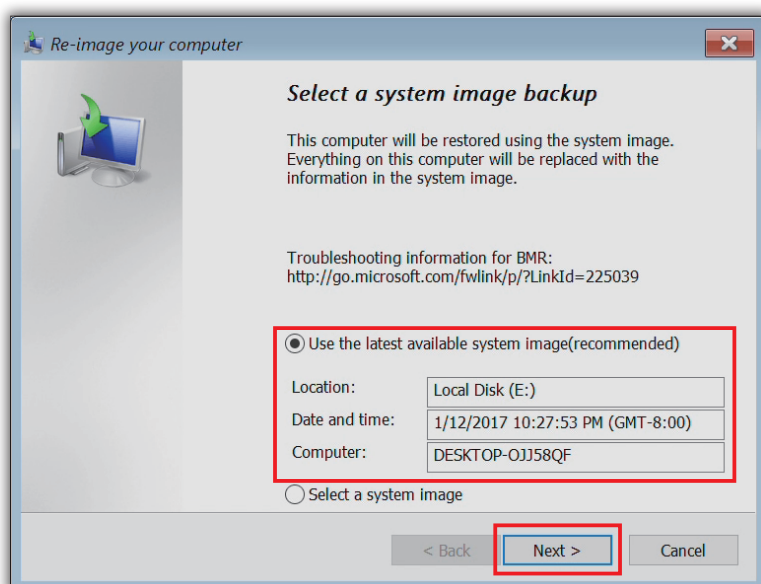 Re-image your computer
Select a system image backup
This computer will be restored using the system image.
Everything on this computer will be replaced with the
information in the system image.
Troubleshooting information for BMR:
http://go.microsoft.com/fwlink/p/?LinkId=225039
Use the latest available system image(recommended)
Location: Local Disk (E:)
Date and time: 1/12/2017 10:27:53 PM (GMT-8:00)
Computer: DESKTOP-OJJ58QF
Select a system image
< Back Next > Cancel